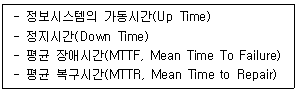 - 정보시스템의 가동시간(Up Time)
- 정지시간(Down Time)
- 평균 장애시간(MTTF, Mean Time To Failure)
- 평균 복구시간(MTTR, Mean Time to Repair)